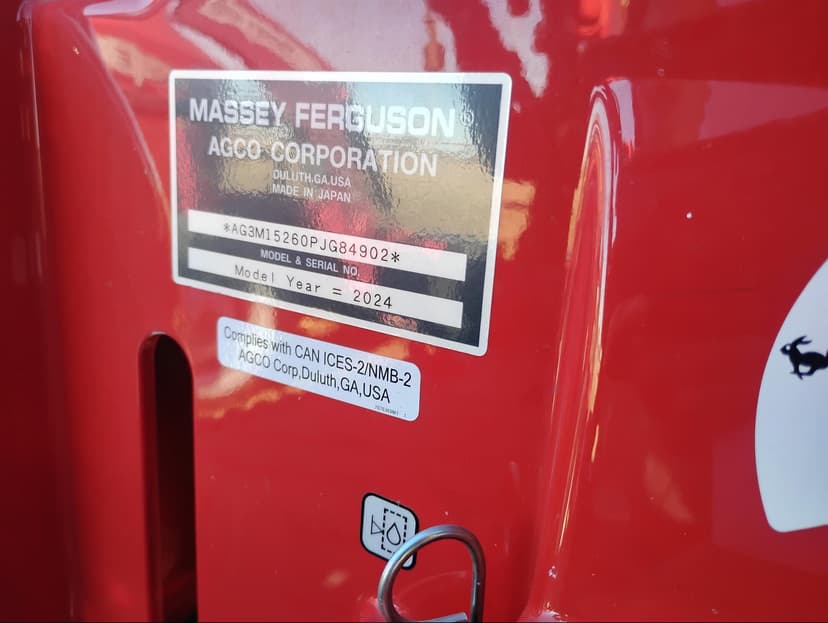 MASSEY FERGUSON®
AGCO CORPORATION
DULUTH,GA,USA
MADE IN JAPAN
*AG3M15260PJG84902*
MODEL & SERIAL NO.
Model Year = 2024
Complies with CAN ICES-2/NMB-2
AGCO Corp,Duluth,GA,USA